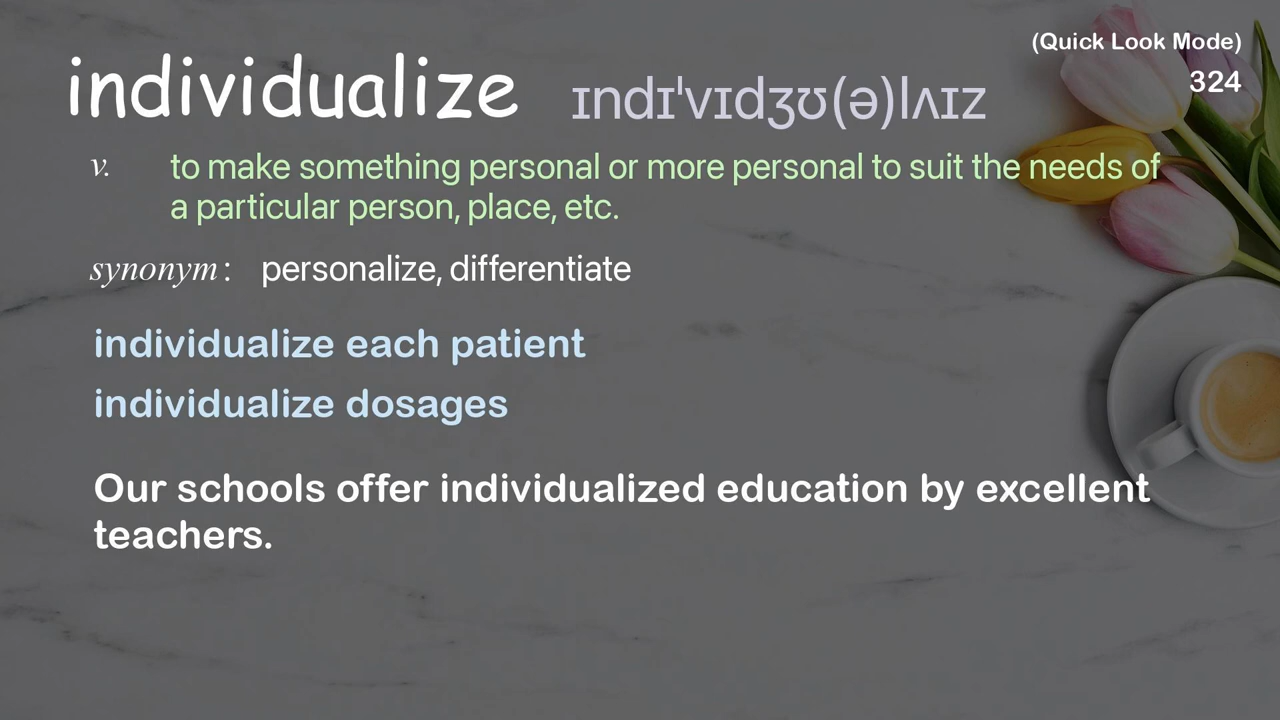 (Quick Look Mode)
individualize ɪndɪˈvɪdʒʊ(ə)lʌɪz
324
v. to make something personal or more personal to suit the needs of
a particular person, place, etc.
synonym: personalize, differentiate
individualize each patient
individualize dosages
Our schools offer individualized education by excellent
teachers.